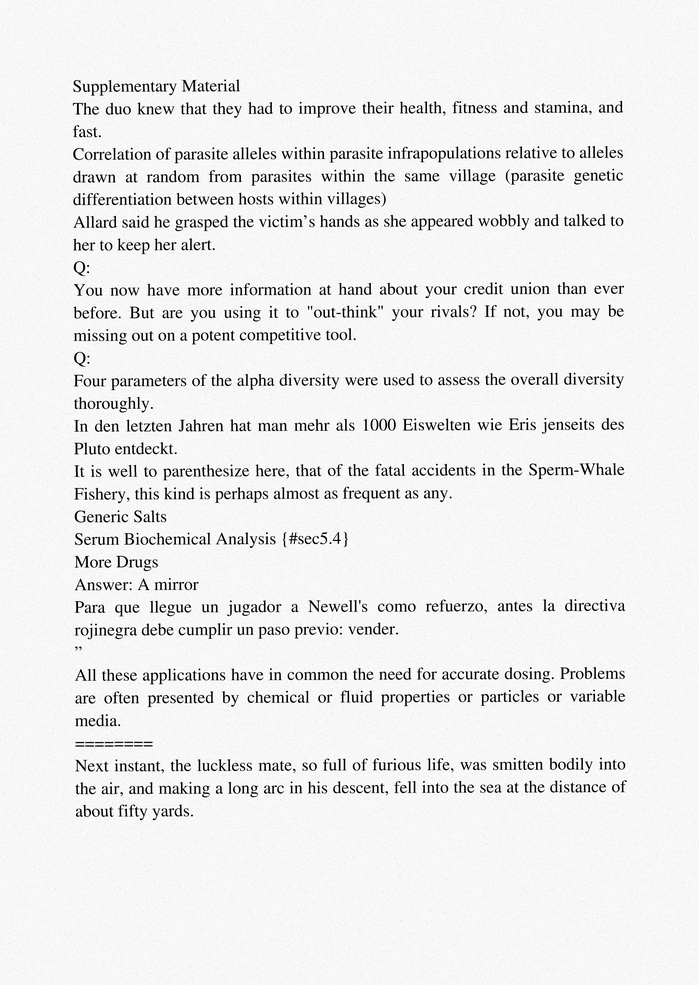 Supplementary Material
The duo knew that they had to improve their health, fitness and stamina, and
fast.
Correlation of parasite alleles within parasite infrapopulations relative to alleles
drawn at random from parasites within the same village (parasite genetic
differentiation between hosts within villages)
Allard said he grasped the victim’s hands as she appeared wobbly and talked to
her to keep her alert.
Q:
You now have more information at hand about your credit union than ever
before. But are you using it to "out-think" your rivals? If not, you may be
missing out on a potent competitive tool.
Q:
Four parameters of the alpha diversity were used to assess the overall diversity
thoroughly.
In den letzten Jahren hat man mehr als 1000 Eiswelten wie Eris jenseits des
Pluto entdeckt.
It is well to parenthesize here, that of the fatal accidents in the Sperm-Whale
Fishery, this kind is perhaps almost as frequent as any.
Generic Salts
Serum Biochemical Analysis {#sec5.4}
More Drugs
Answer: A mirror
Para que llegue un jugador a Newell's como refuerzo, antes la directiva
rojinegra debe cumplir un paso previo: vender.
”
All these applications have in common the need for accurate dosing. Problems
are often presented by chemical or fluid properties or particles or variable
media.
========
Next instant, the luckless mate, so full of furious life, was smitten bodily into
the air, and making a long arc in his descent, fell into the sea at the distance of
about fifty yards.